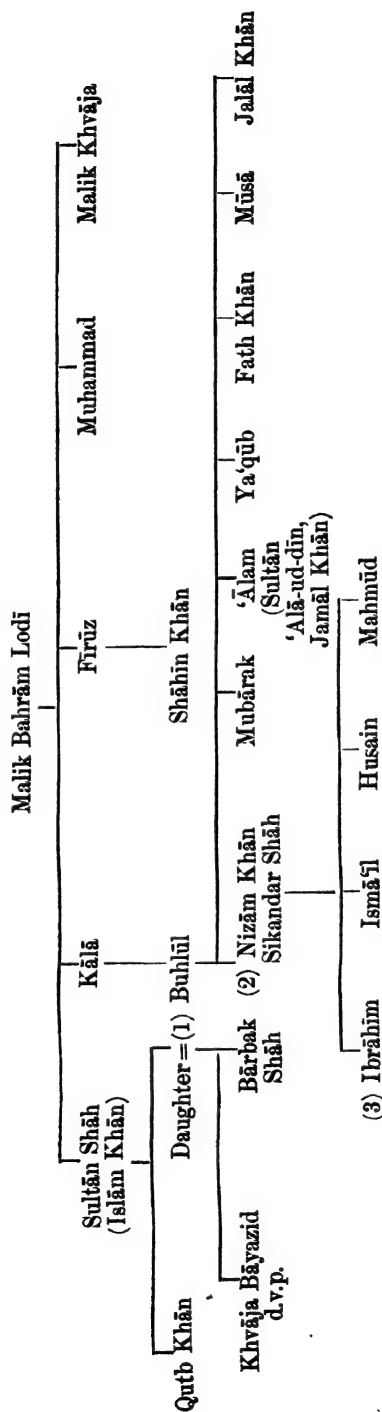 Malik Bahrām Lodī
Sultān Shāh Kālā Fīrūz Muhammad Malik Khvāja
(Islām Khān)
Qutb Khān Daughter = (1) Buhlūl Shāhīn Khān
Khvāja Bāyazid Bārbak (2) Nizām Khān Mubārak ‘Ālam Ya‘qūb Fath Khān Mūsā Jalāl Khān
d.v.p. Shāh Sikandar Shāh (Sultān
‘Alā-ud-dīn,
Jamāl Khān)
(3) Ibrāhīm Ismā‘īl Husain Mahmūd